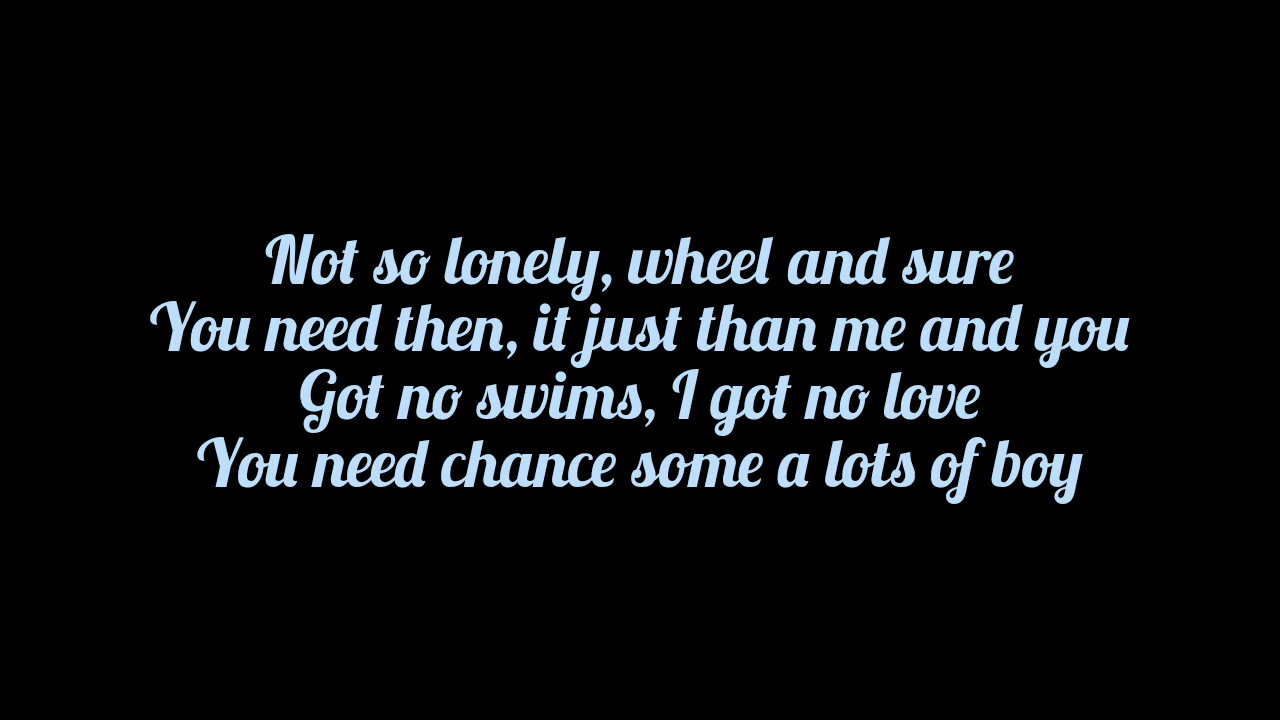 Not so lonely, wheel and sure
You need then, it just than me and you
Got no swims, I got no love
You need chance some a lots of boy